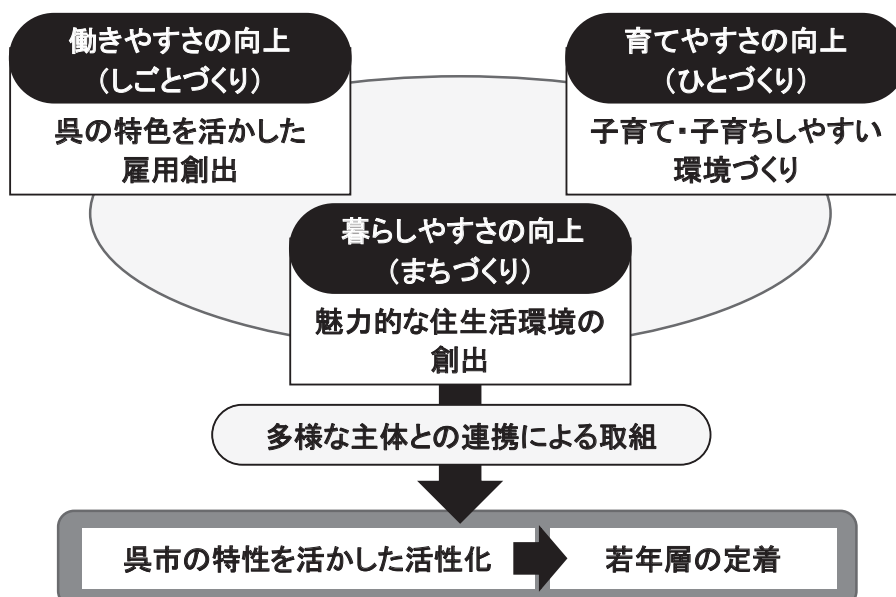 働きやすさの向上
（しごとづくり）
呉の特色を活かした
雇用創出
育てやすさの向上
（ひとづくり）
子育て・子育ちしやすい
環境づくり
暮らしやすさの向上
（まちづくり）
魅力的な住生活環境の
創出
多様な主体との連携による取組
呉市の特性を活かした活性化
若年層の定着